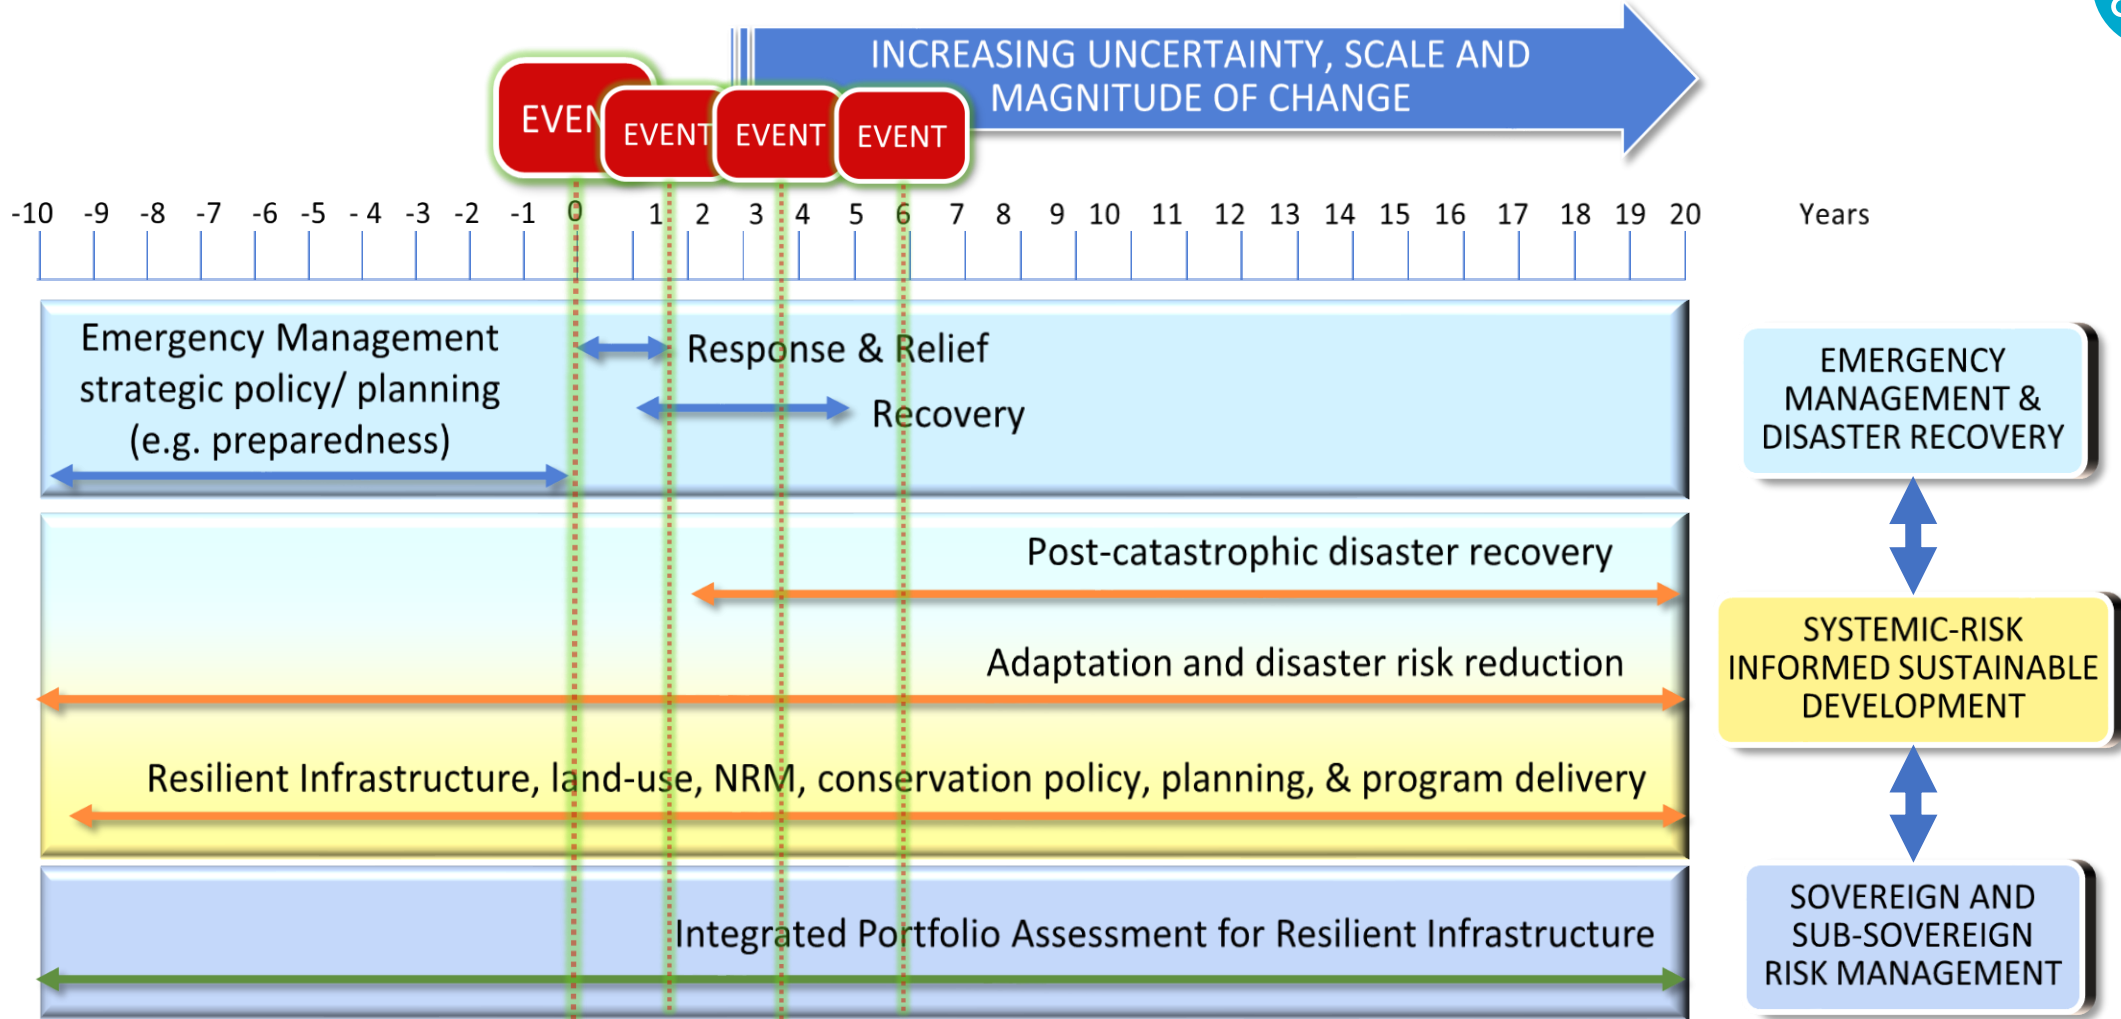 INCREASING UNCERTAINTY, SCALE AND
MAGNITUDE OF CHANGE
EVEN
EVENT
EVENT
EVENT
-10 -9 -8 -7 -6 -5 - 4 -3 -2 -1 0 1 2 3 4 5 6 7 8 9 10 11 12 13 14 15 16 17 18 19 20 Years
Emergency Management
strategic policy/ planning
(e.g. preparedness)
Response & Relief
Recovery
EMERGENCY
MANAGEMENT &
DISASTER RECOVERY
Post-catastrophic disaster recovery
Adaptation and disaster risk reduction
Resilient Infrastructure, land-use, NRM, conservation policy, planning, & program delivery
SYSTEMIC-RISK
INFORMED SUSTAINABLE
DEVELOPMENT
Integrated Portfolio Assessment for Resilient Infrastructure
SOVEREIGN AND
SUB-SOVEREIGN
RISK MANAGEMENT